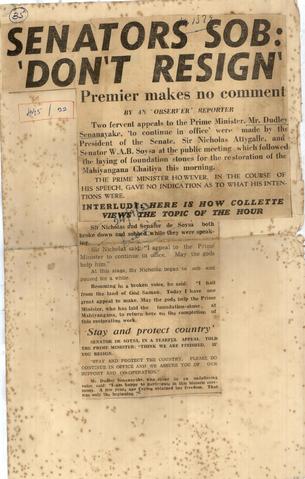 85
SENATORS SOB:
'DON'T RESIGN'
Premier makes no comment
BY AN 'OBSERVER' REPORTER
Two fervent appeals to the Prime Minister, Mr. Dudley
Senanayake, 'to continue in office' were made by
the President of the Senate, Sir Nicholas Attygalle, and
Senator W.A.B. Soysa at the public meeting which followed
the laying of foundation stones for the restoration of the
Mahiyangana Chaitiya this morning.
THE PRIME MINISTER HOWEVER, IN THE COURSE OF
HIS SPEECH, GAVE NO INDICATION AS TO WHAT HIS INTEN-
TIONS WERE.
INTERLUDE: HERE IS HOW COLLETTE
VIEWS THE TOPIC OF THE HOUR
Sir Nicholas and Senator de Soysa both
broke down and sobbed while they were speak-
ing.
Sir Nicholas said: "I appeal to the Prime
Minister to continue in office. May the gods
help him."
At this stage, Sir Nicholas began to sob and
paused for a while.
Resuming in a broken voice, he said: "I hail
from the land of God Saman. Today I have one
great appeal to make. May the gods help the Prime
Minister, who has laid the foundation-stone at
Mahiyangana, to return here on the completion of
this restoration work.
'Stay and protect country'
SENATOR DE SOYSA, IN A TEARFUL APPEAL, TOLD
THE PRIME MINISTER: "THINK WE ARE FINISHED, IF
YOU RESIGN.
"STAY AND PROTECT THE COUNTRY. PLEASE DO
CONTINUE IN OFFICE AND WE ASSURE YOU OF OUR
SUPPORT AND CO-OPERATION."
Mr. Dudley Senanayake, who spoke in an
voice, said: "I am happy to participate in this historic cere-
mony. A few years ago Ceylon attained her freedom. That
was only the beginning."